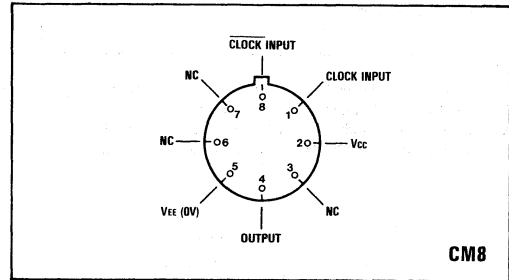 CLOCK INPUT
NC
CLOCK INPUT
8
7
1
NC
6
2
VCC
5
3
4
VEE (0V)
NC
OUTPUT
CM8